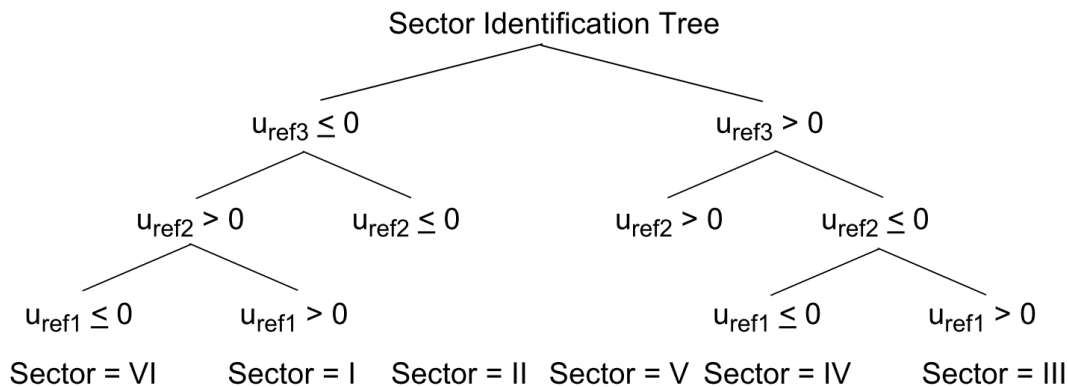 Sector Identification Tree
u_ref3 ≤ 0 u_ref3 > 0
u_ref2 > 0 u_ref2 ≤ 0 u_ref2 > 0 u_ref2 ≤ 0
u_ref1 ≤ 0 u_ref1 > 0 u_ref1 ≤ 0 u_ref1 > 0
Sector = VI Sector = I Sector = II Sector = V Sector = IV Sector = III